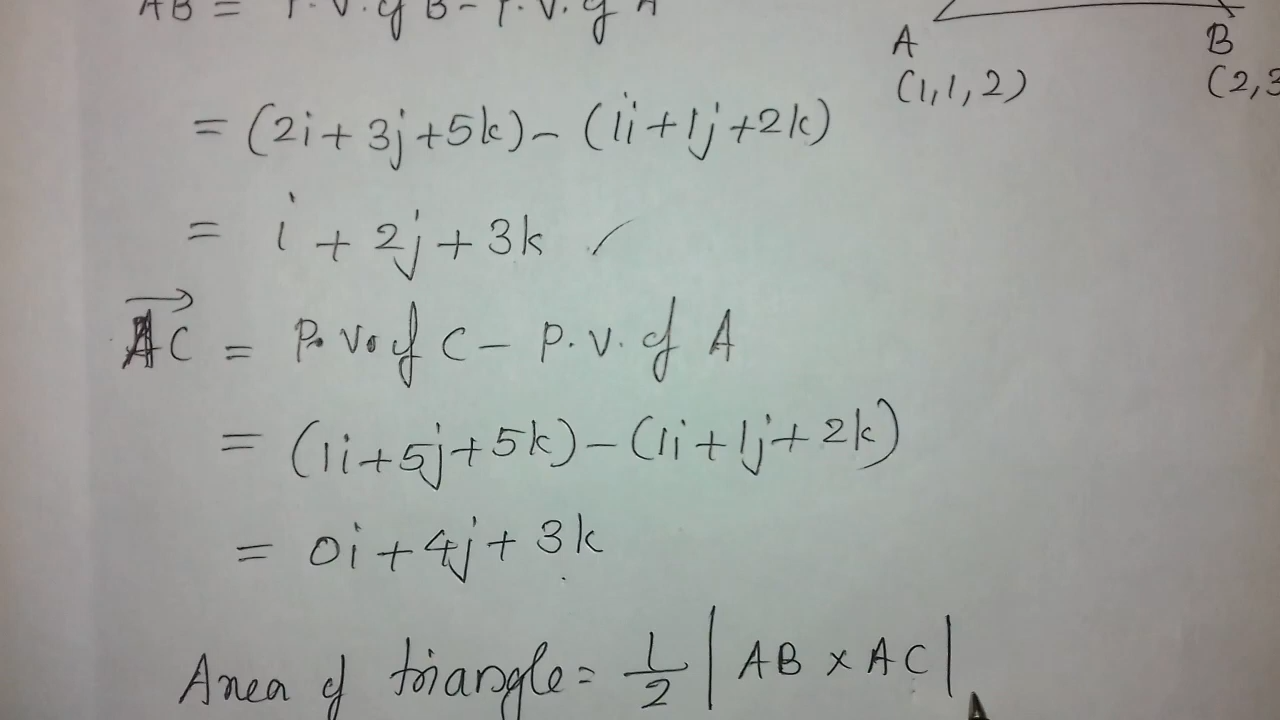 AB = P.V. of B - P.V. of A
A
B
(1,1,2)
(2,3
= (2i + 3j + 5k) - (1i + 1j + 2k)
= i + 2j + 3k ✓
AC = P.V. of C - P.V. of A
= (1i + 5j + 5k) - (1i + 1j + 2k)
= 0i + 4j + 3k
Area of triangle = 1/2 | AB × AC |